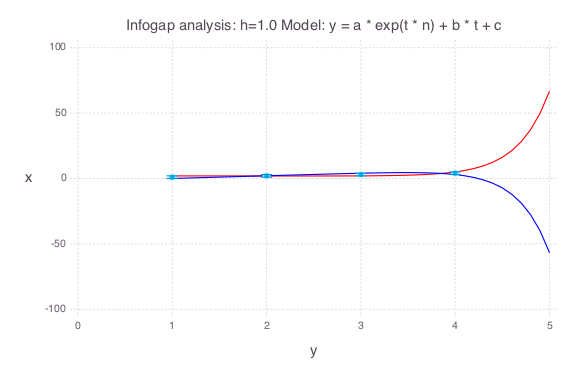 Infogap analysis: h=1.0 Model: y = a * exp(t * n) + b * t + c
100
50
x
0
-50
-100
0 1 2 3 4 5
y